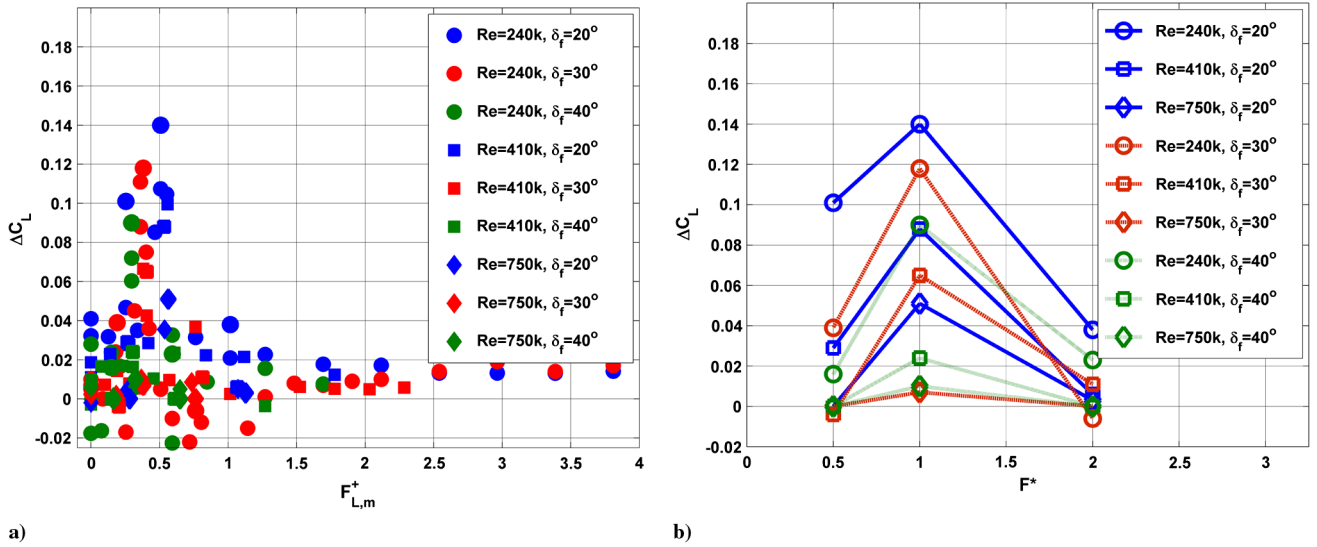 0.18
0.16
0.14
0.12
0.1
0.08
0.06
0.04
0.02
0
-0.02
ΔC_L
0 0.5 1 1.5 2 2.5 3 3.5 4
F⁺_L,m
Re=240k, δ_f=20°
Re=240k, δ_f=30°
Re=240k, δ_f=40°
Re=410k, δ_f=20°
Re=410k, δ_f=30°
Re=410k, δ_f=40°
Re=750k, δ_f=20°
Re=750k, δ_f=30°
Re=750k, δ_f=40°
a)
0.18
0.16
0.14
0.12
0.1
0.08
0.06
0.04
0.02
0
-0.02
ΔC_L
0 0.5 1 1.5 2 2.5 3
F*
Re=240k, δ_f=20°
Re=410k, δ_f=20°
Re=750k, δ_f=20°
Re=240k, δ_f=30°
Re=410k, δ_f=30°
Re=750k, δ_f=30°
Re=240k, δ_f=40°
Re=410k, δ_f=40°
Re=750k, δ_f=40°
b)